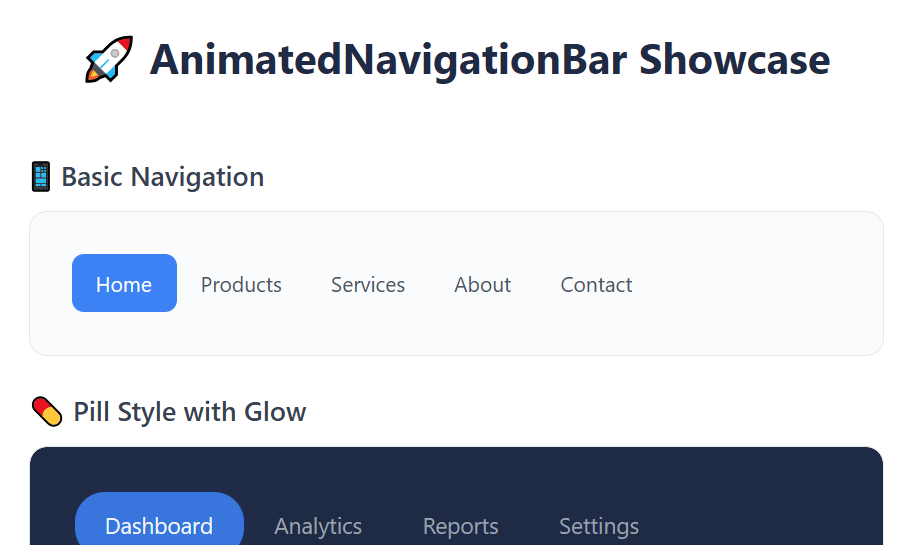 🚀 AnimatedNavigationBar Showcase
📱 Basic Navigation
Home Products Services About Contact
💊 Pill Style with Glow
Dashboard Analytics Reports Settings